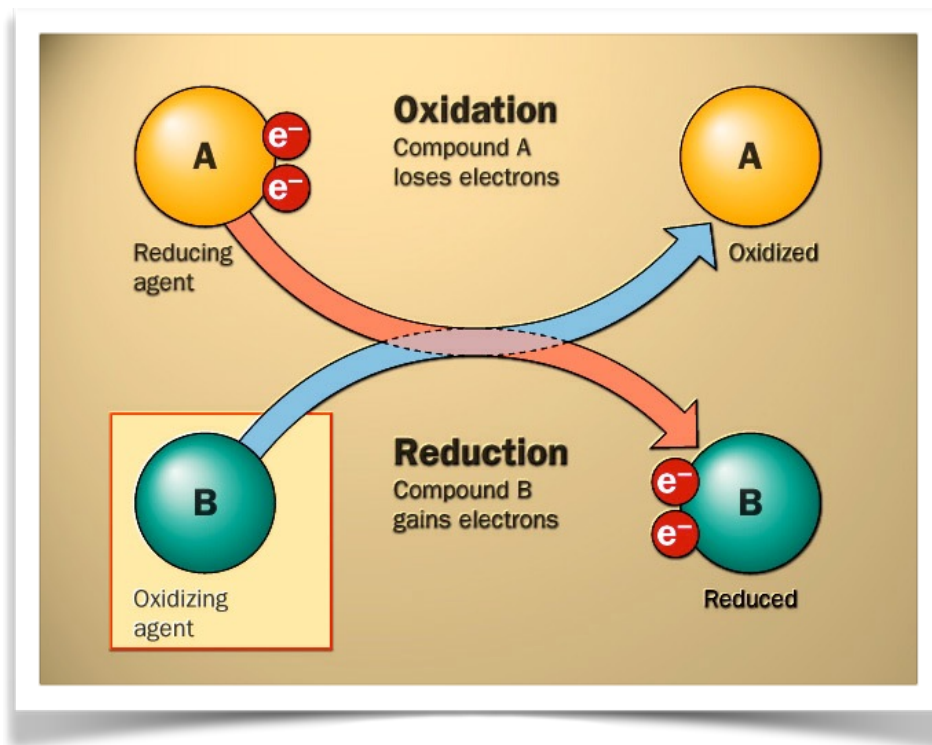 A
e⁻
e⁻
Reducing
agent
Oxidation
Compound A
loses electrons
A
Oxidized
B
Oxidizing
agent
Reduction
Compound B
gains electrons
e⁻
e⁻
B
Reduced